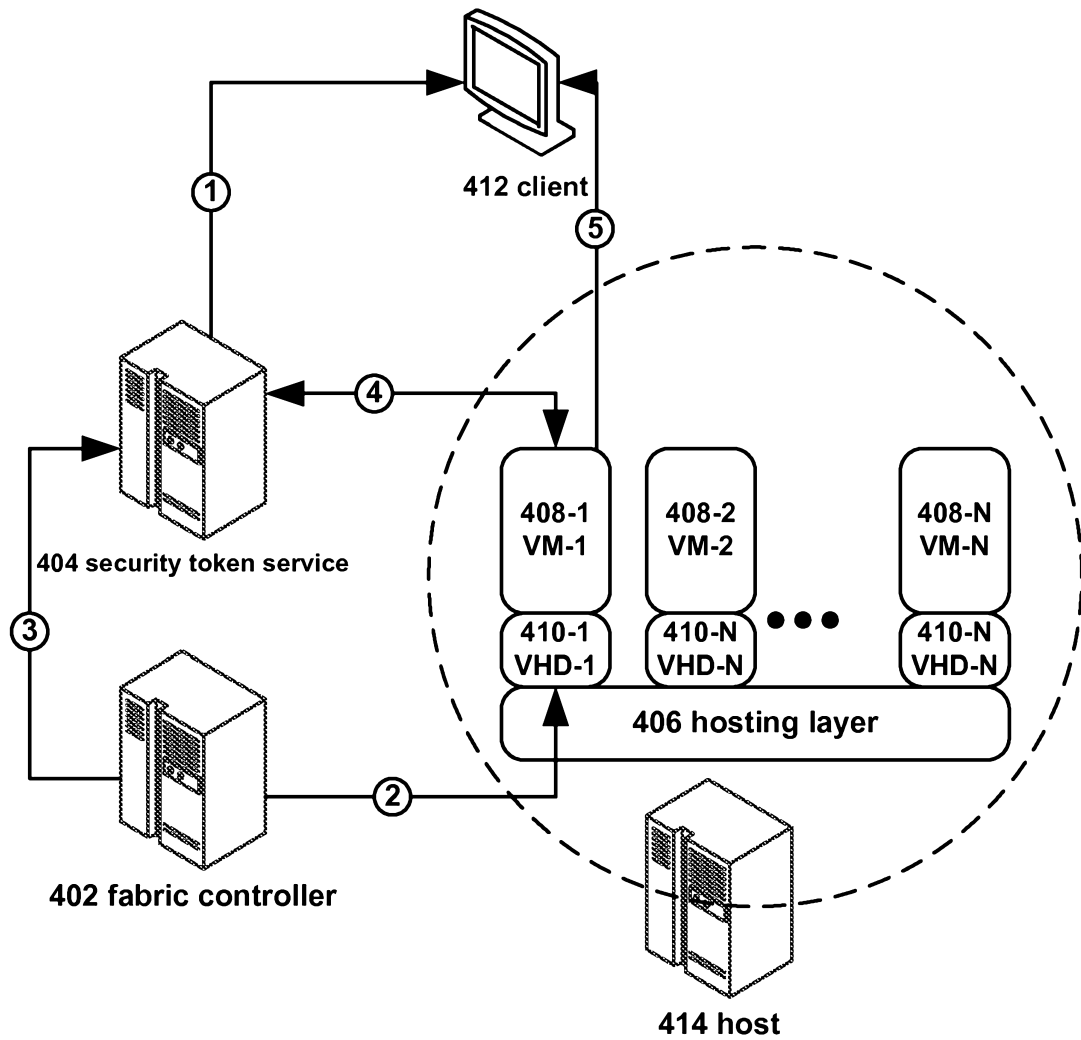 412 client
1
5
4
404 security token service
408-1
VM-1
408-2
VM-2
408-N
VM-N
3
410-1
VHD-1
410-N
VHD-N
410-N
VHD-N
406 hosting layer
2
402 fabric controller
414 host